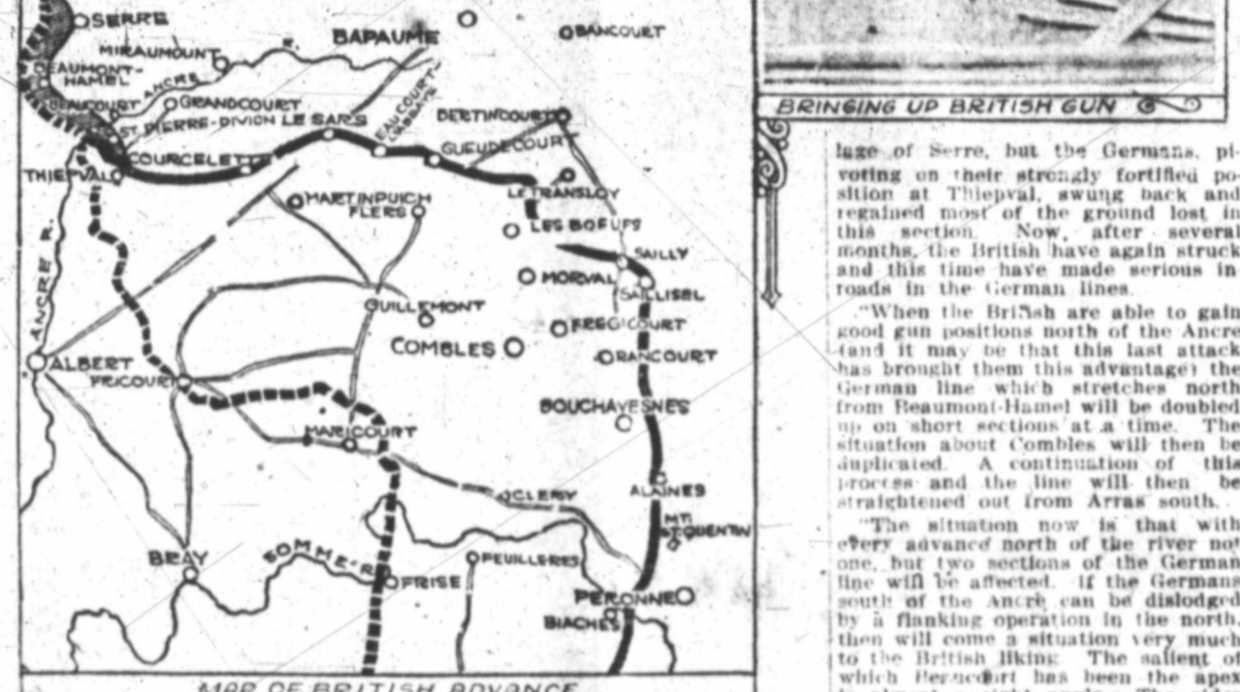 SERRE
BAPAUME
BANCOURT
MIRAUMOUNT
R.
BEAUMONT-
HAMEL
ANCRE
BEAUCOURT
GRANDCOURT
BERTINCOURT
ST. PIERRE-DIVION
LE SARS
EAUCOURT-
GUEUDECOURT
COURCELETTE
THIEPVAL
LE TRANSLOY
MARTINPUICH
FLERS
LES BOEUFS
SAILLY
MORVAL
SAILLISEL
ANCRE R.
GUILLEMONT
FREGICOURT
COMBLES
RANCOURT
ALBERT
FRICOURT
BOUCHAVESNES
MARICOURT
ALAINES
CLERY
MT.
ST. QUENTIN
BRAY
SOMME R.
FEUILLERES
FRISE
PERONNE
BIACHES
MAP OF BRITISH ADVANCE
BRINGING UP BRITISH GUN
lage of Serre, but the Germans, pi-
voting on their strongly fortified po-
sition at Thiepval, swung back and
regained most of the ground lost in
this section. Now, after several
months, the British have again struck
and this time have made serious in-
roads in the German lines.
"When the British are able to gain
good gun positions north of the Ancre
(and it may be that this last attack
has brought them this advantage) the
German line which stretches north
from Beaumont-Hamel will be doubled
up on short sections at a time. The
situation about Combles will then be
duplicated. A continuation of this
process and the line will then be
straightened out from Arras south.
"The situation now is that with
every advance north of the river not
one, but two sections of the German
line will be affected. If the Germans
south of the Ancre can be dislodged
by a flanking operation in the north,
then will come a situation very much
to the British liking. The salient of
which has been the apex